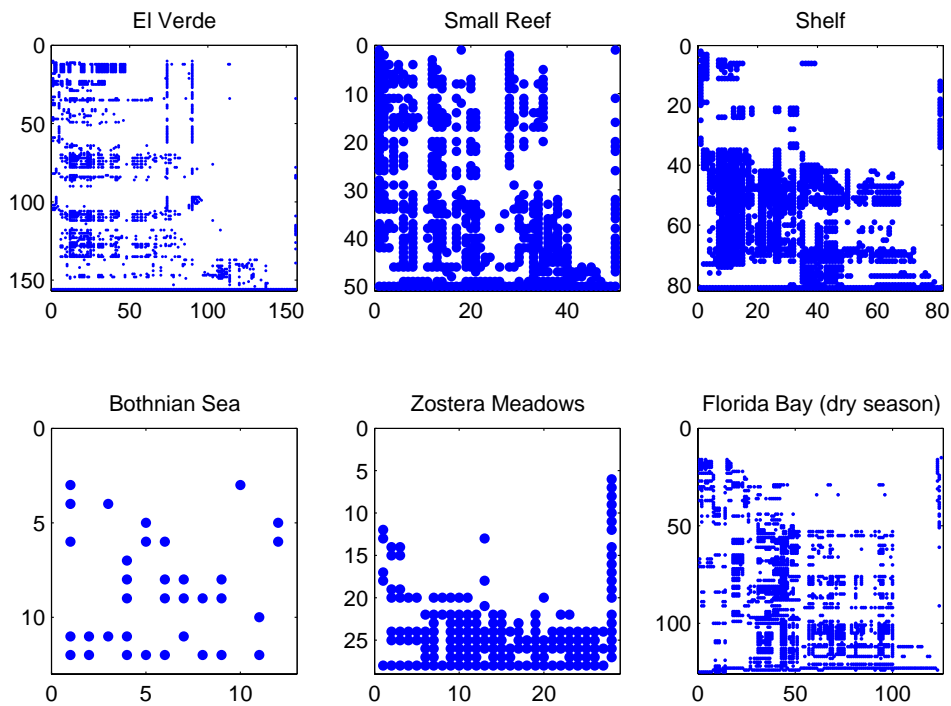 El Verde
0
50
100
150
0 50 100 150
Small Reef
0
10
20
30
40
50
0 20 40
Shelf
0
20
40
60
80
0 20 40 60 80
Bothnian Sea
0
5
10
0 5 10
Zostera Meadows
0
5
10
15
20
25
0 10 20
Florida Bay (dry season)
0
50
100
0 50 100